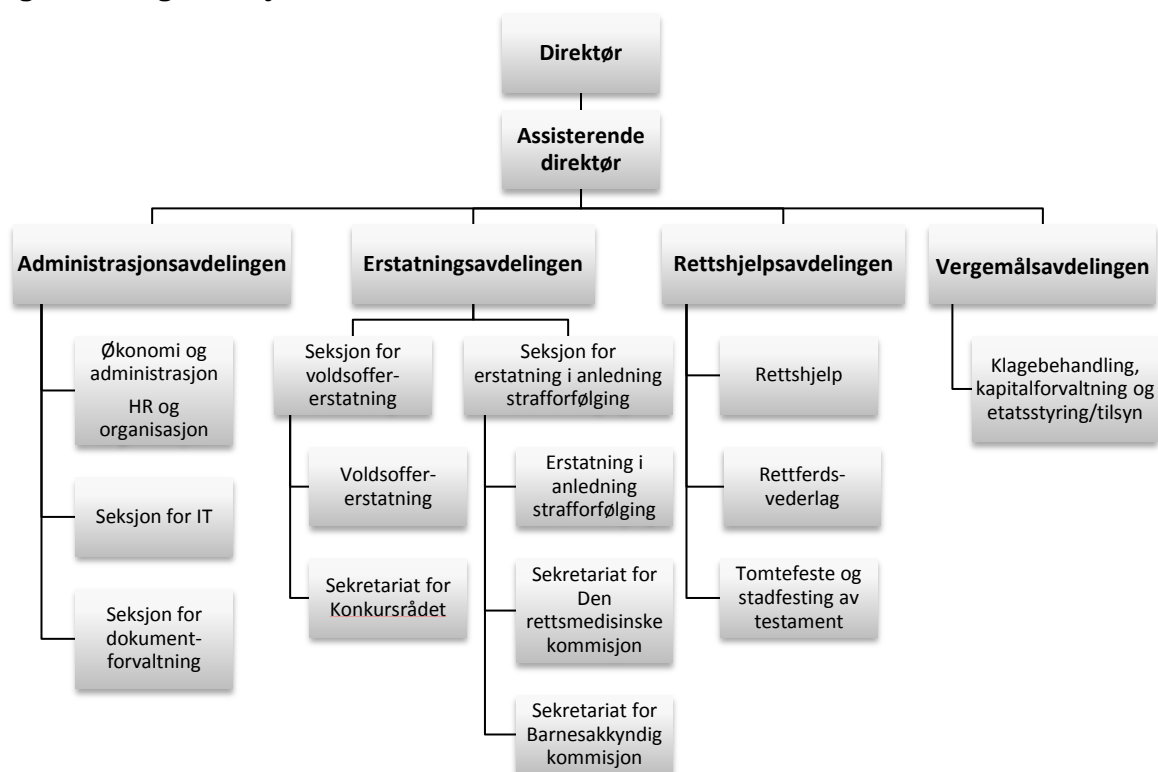 Direktør
Assisterende
direktør
Administrasjonsavdelingen
Erstatningsavdelingen
Rettshjelpsavdelingen
Vergemålsavdelingen
Økonomi og
administrasjon
HR og
organisasjon
Seksjon for IT
Seksjon for
dokument-
forvaltning
Seksjon for
voldsoffer-
erstatning
Voldsoffer-
erstatning
Sekretariat for
Konkursrådet
Seksjon for
erstatning i anledning
strafforfølging
Erstatning i
anledning
strafforfølging
Sekretariat for
Den
rettsmedisinske
kommisjon
Sekretariat for
Barnesakkyndig
kommisjon
Rettshjelp
Rettferds-
vederlag
Tomtefeste og
stadfesting av
testament
Klagebehandling,
kapitalforvaltning og
etatsstyring/tilsyn